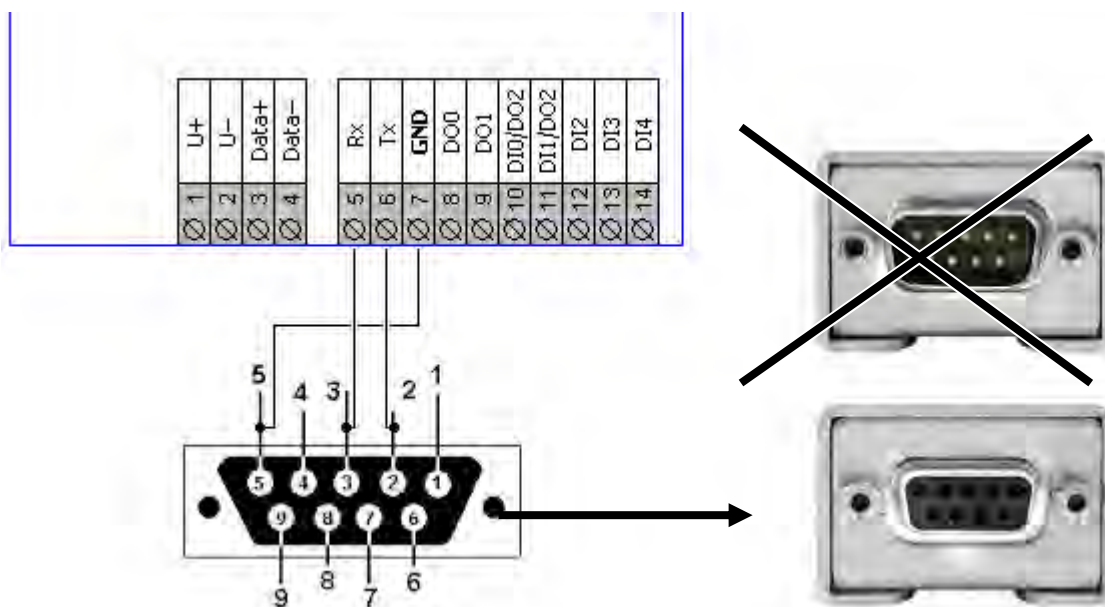 U+
U-
Data+
Data-
Rx
Tx
GND
DO0
DO1
DI0/DO2
DI1/DO2
DI2
DI3
DI4
1
2
3
4
5
6
7
8
9
10
11
12
13
14
5 4 3 2 1
5 4 3 2 1
9 8 7 6
9 8 7 6